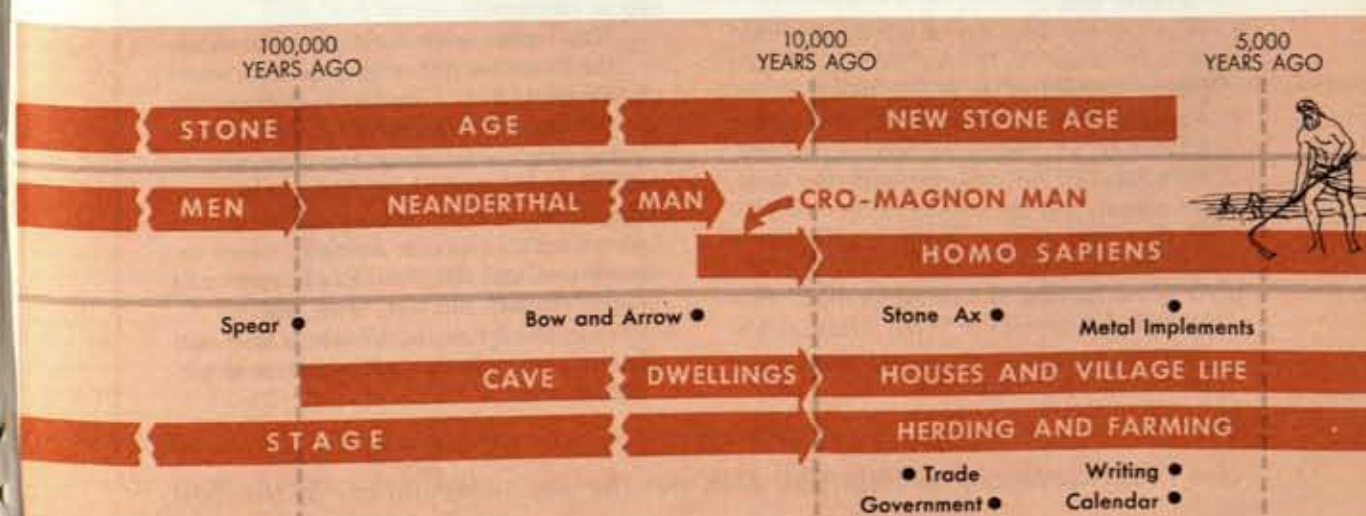 100,000
YEARS AGO
10,000
YEARS AGO
5,000
YEARS AGO
STONE AGE
NEW STONE AGE
MEN
NEANDERTHAL MAN
CRO-MAGNON MAN
HOMO SAPIENS
Spear
Bow and Arrow
Stone Ax
Metal Implements
CAVE DWELLINGS
HOUSES AND VILLAGE LIFE
STAGE
HERDING AND FARMING
Trade
Writing
Government
Calendar